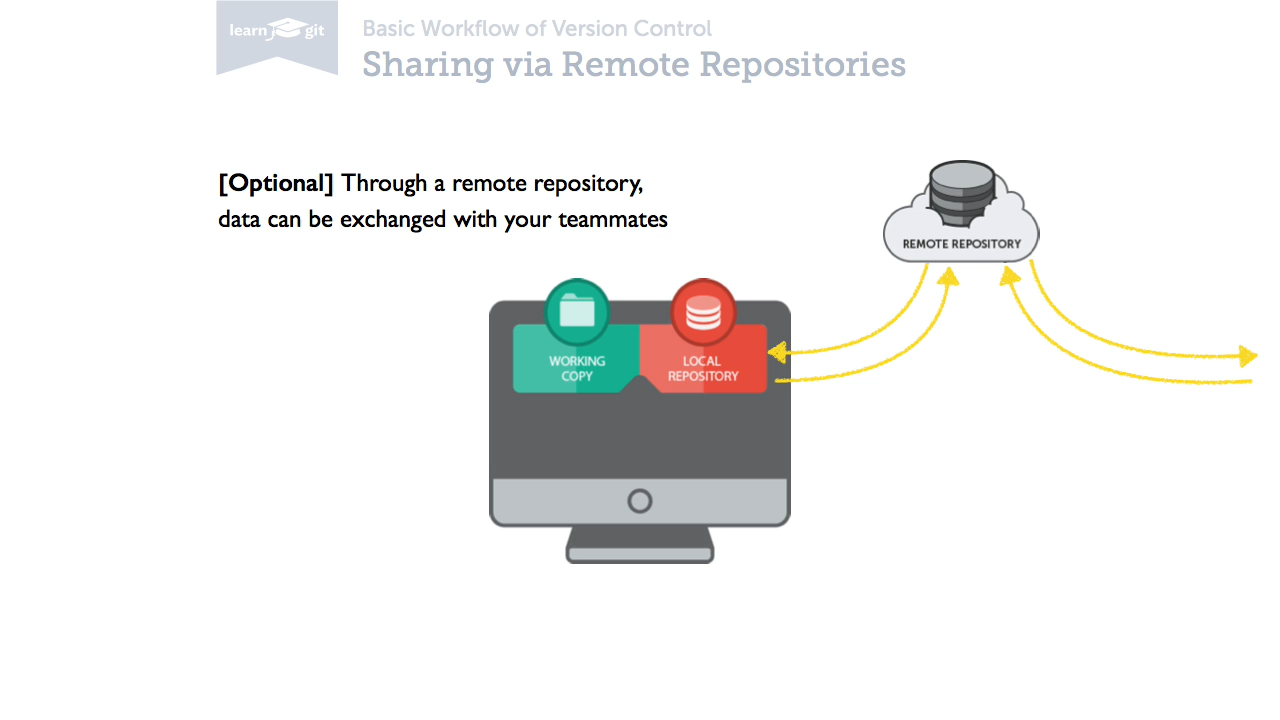 learn git
Basic Workflow of Version Control
Sharing via Remote Repositories
[Optional] Through a remote repository,
data can be exchanged with your teammates
REMOTE REPOSITORY
WORKING
COPY
LOCAL
REPOSITORY